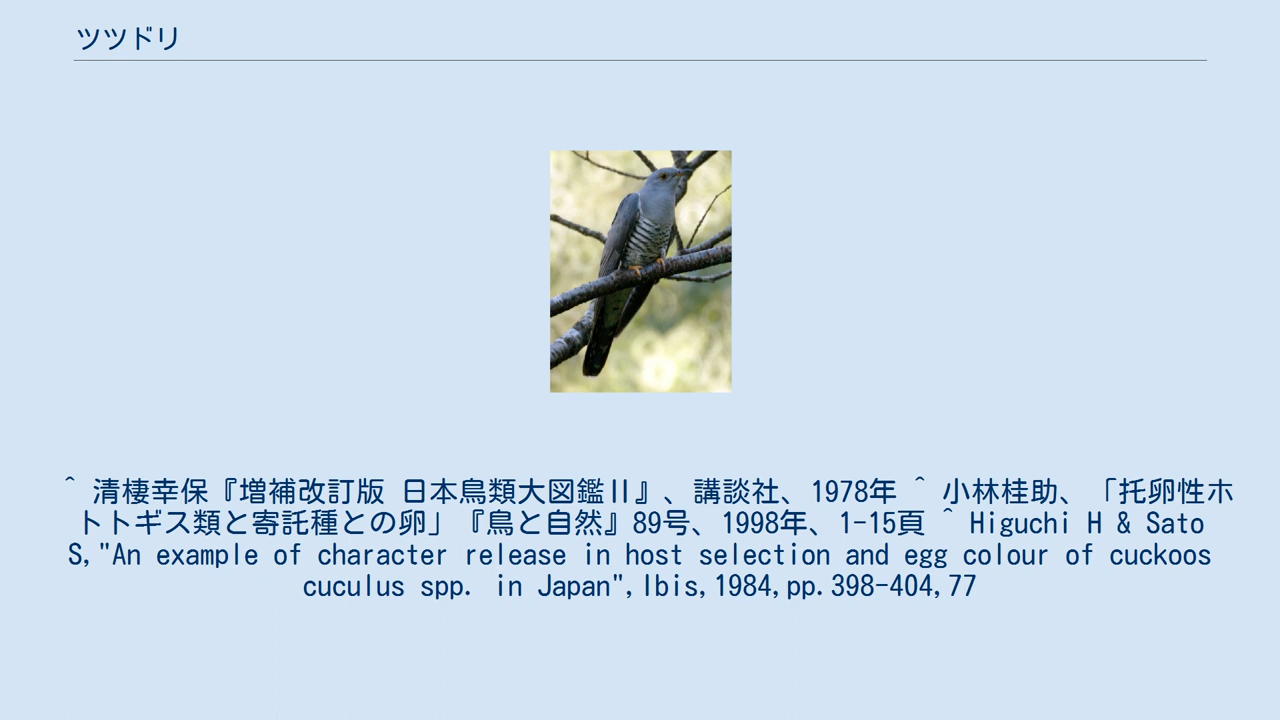 ツツドリ
^ 清棲幸保『増補改訂版 日本鳥類大図鑑II』、講談社、1978年 ^ 小林桂助、「托卵性ホ
トトギス類と寄託種との卵」『鳥と自然』89号、1998年、1-15頁 ^ Higuchi H & Sato
S,"An example of character release in host selection and egg colour of cuckoos
cuculus spp. in Japan",Ibis,1984,pp.398-404,77